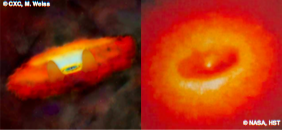 © CXC, M. Weiss
© NASA, HST